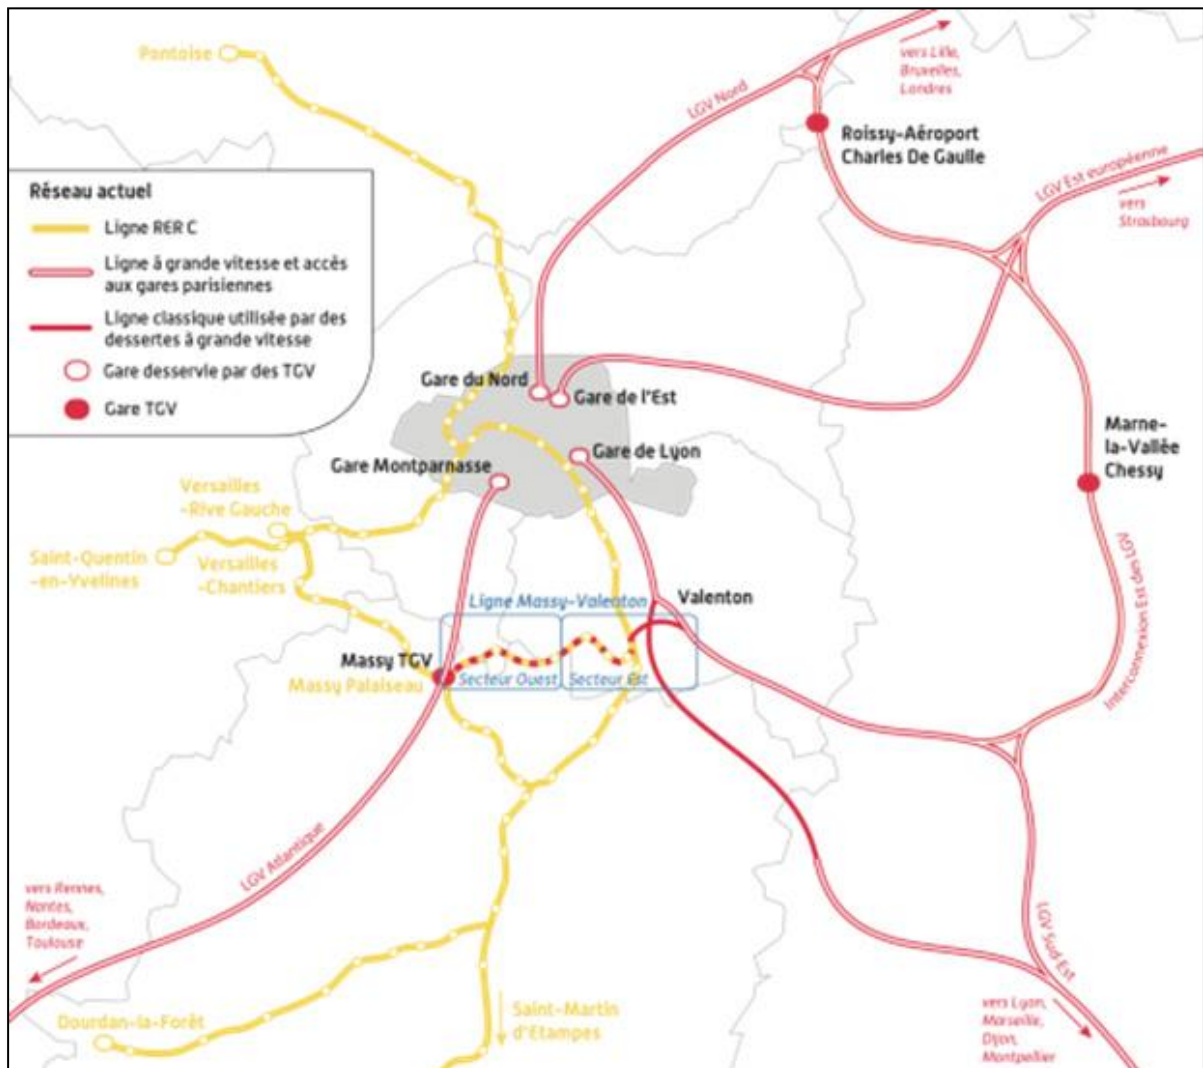 Pontoise
vers Lille,
Bruxelles,
Londres
LGV Nord
Roissy-Aéroport
Charles De Gaulle
LGV Est européenne
vers
Strasbourg
Réseau actuel
Ligne RER C
Ligne à grande vitesse et accès
aux gares parisiennes
Ligne classique utilisée par des
dessertes à grande vitesse
Gare desservie par des TGV
Gare TGV
Gare du Nord
Gare de l'Est
Gare de Lyon
Gare Montparnasse
Marne-
la-Vallée
Chessy
Versailles
-Rive Gauche
Saint-Quentin
-en-Yvelines
Versailles
-Chantiers
Ligne Massy-Valenton
Valenton
Interconnexion Est des LGV
Massy TGV
Massy Palaiseau
Secteur Ouest
Secteur Est
LGV Atlantique
vers Rennes,
Nantes,
Bordeaux,
Toulouse
LGV Sud Est
Dourdan-la-Forêt
Saint-Martin
d'Etampes
vers Lyon,
Marseille,
Dijon,
Montpellier